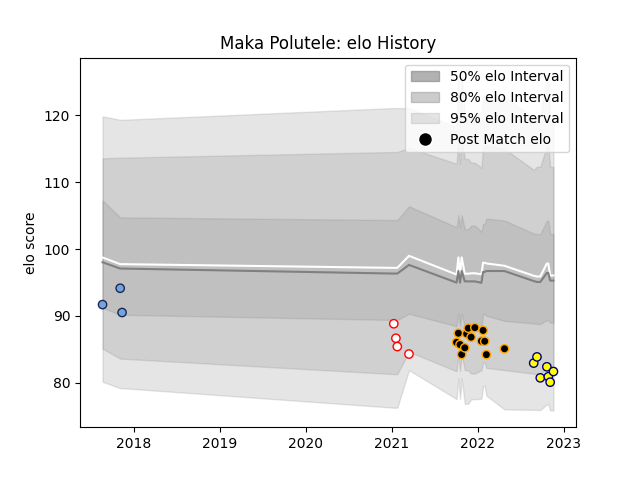 Maka Polutele: elo History
50% elo Interval
80% elo Interval
95% elo Interval
Post Match elo
elo score
120
110
100
90
80
2018
2019
2020
2021
2022
2023